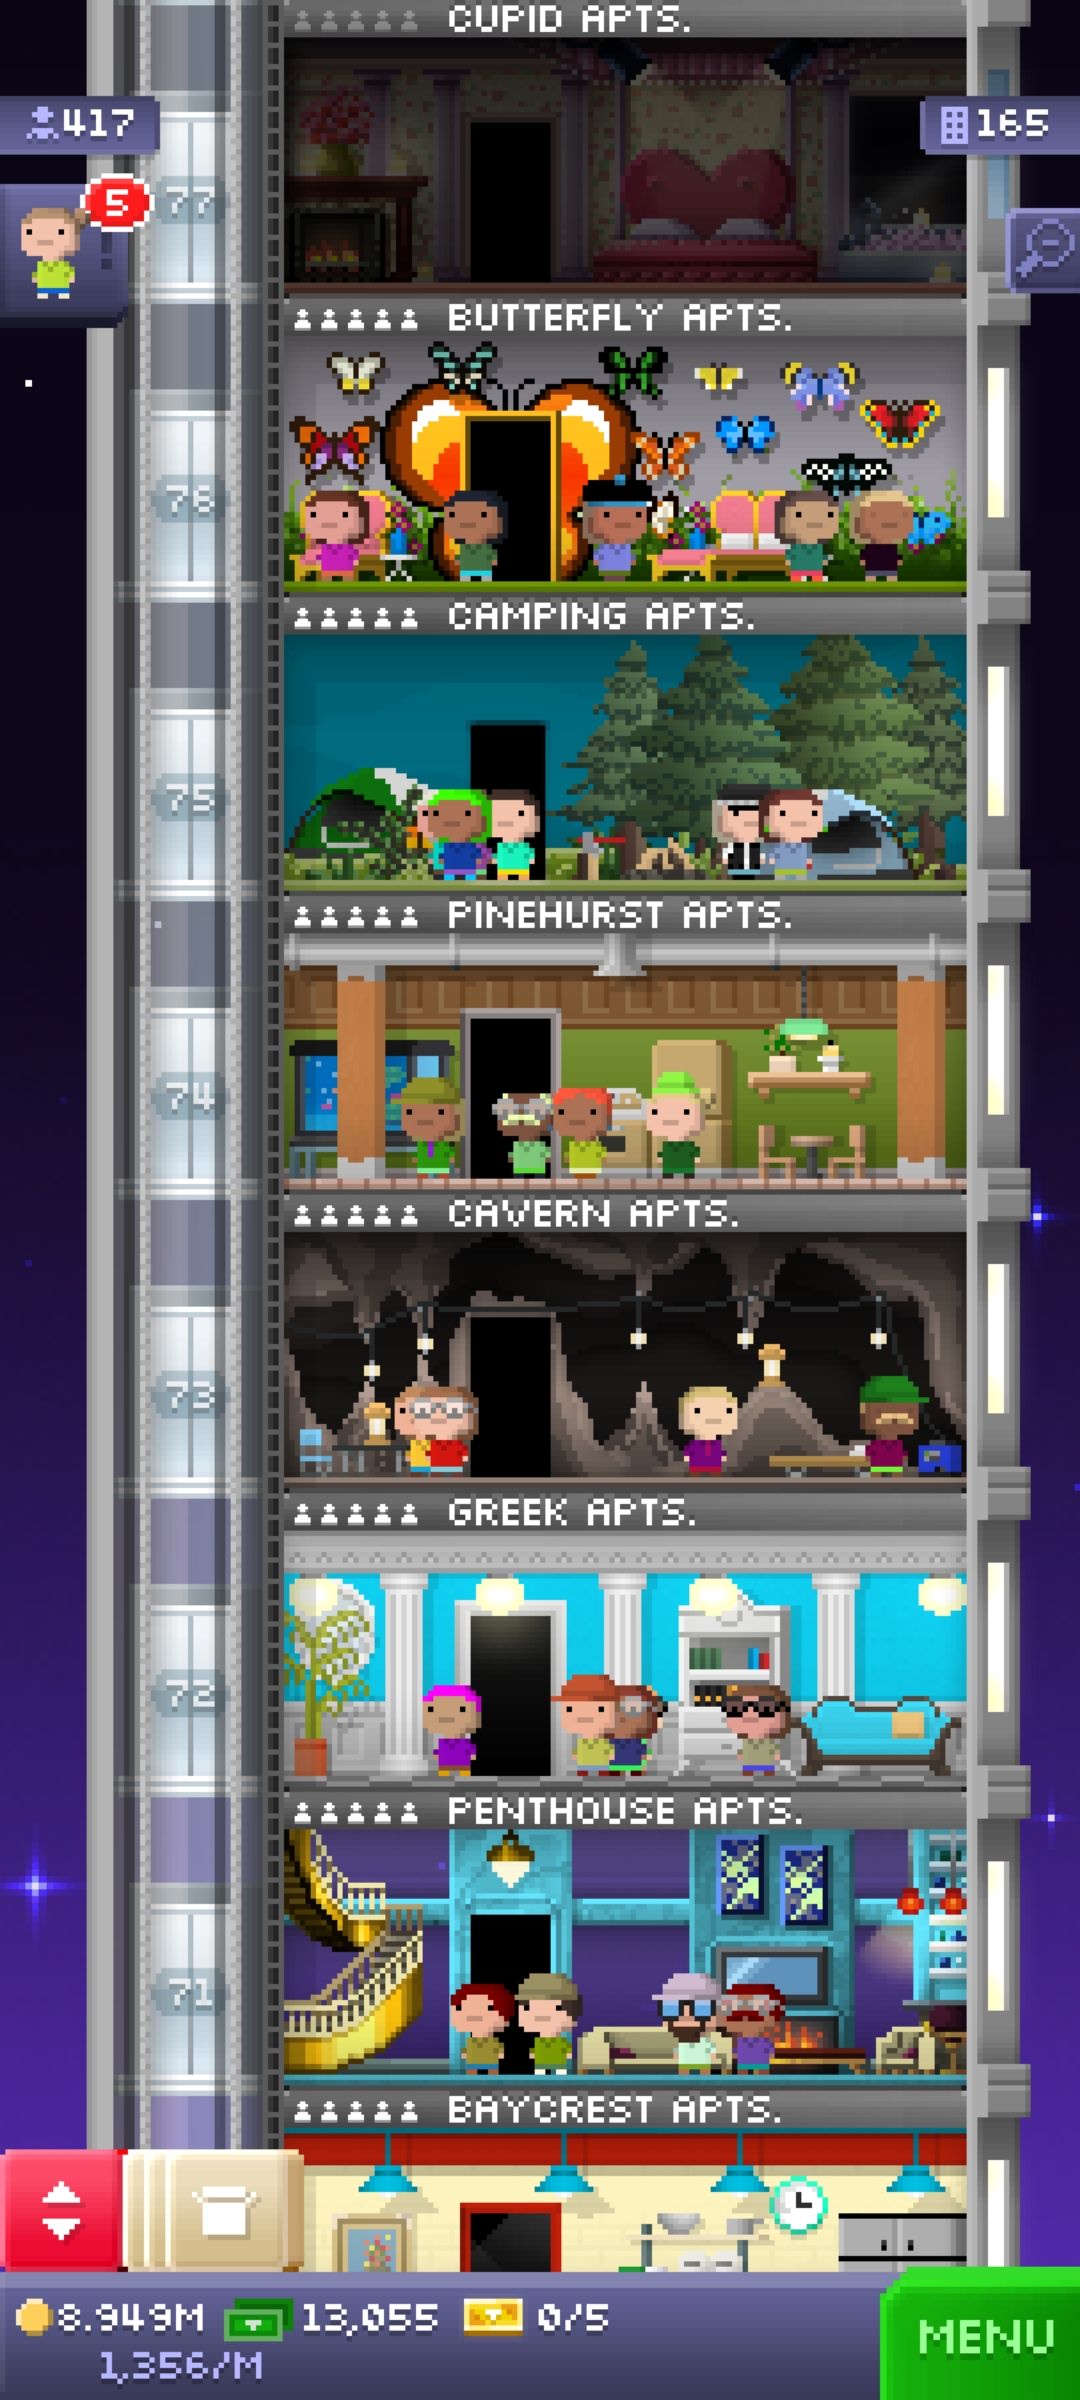 CUPID APTS.
417
165
5
77
BUTTERFLY APTS.
76
CAMPING APTS.
75
PINEHURST APTS.
74
CAVERN APTS.
73
GREEK APTS.
72
PENTHOUSE APTS.
71
BAYCREST APTS.
8.949M 13,055 0/5
1,356/M
MENU